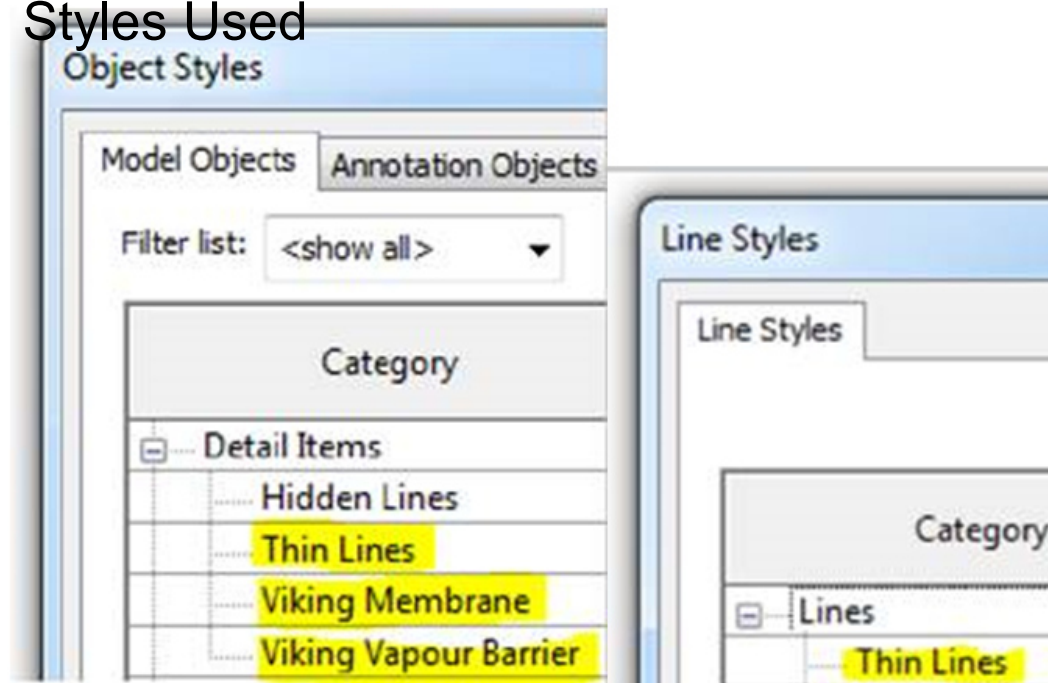 Styles Used
Object Styles
Model Objects
Annotation Objects
Filter list:
<show all>
Category
Detail Items
Hidden Lines
Thin Lines
Viking Membrane
Viking Vapour Barrier
Line Styles
Line Styles
Category
Lines
Thin Lines